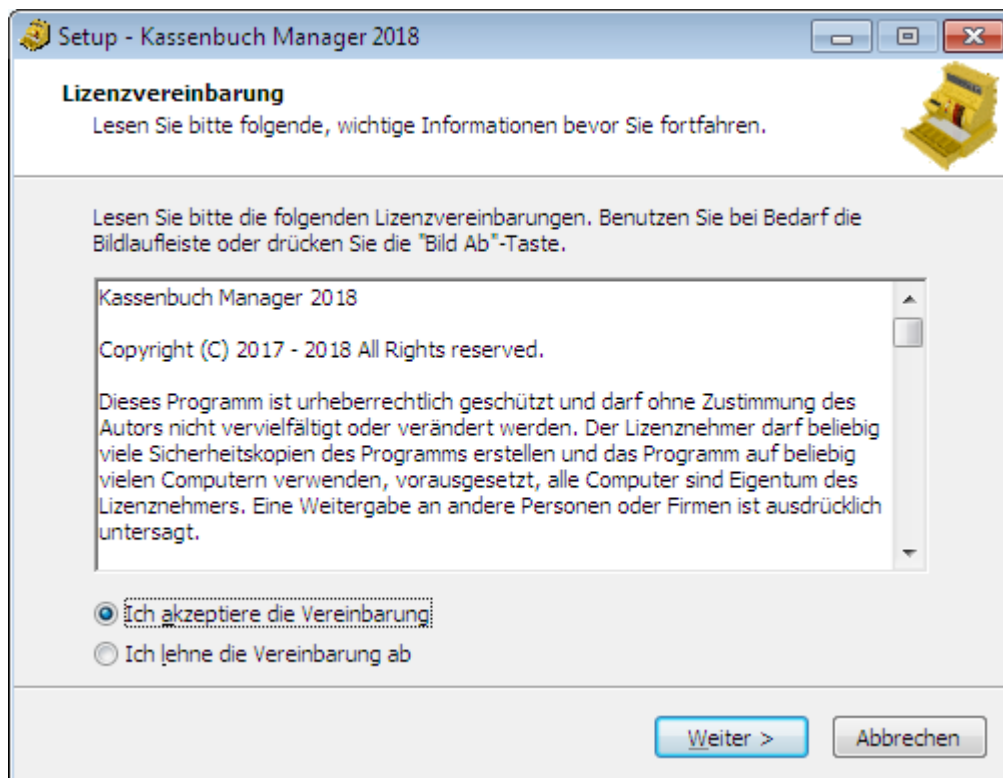 Setup - Kassenbuch Manager 2018
Lizenzvereinbarung
Lesen Sie bitte folgende, wichtige Informationen bevor Sie fortfahren.
Lesen Sie bitte die folgenden Lizenzvereinbarungen. Benutzen Sie bei Bedarf die
Bildlaufleiste oder drücken Sie die "Bild Ab"-Taste.
Kassenbuch Manager 2018
Copyright (C) 2017 - 2018 All Rights reserved.
Dieses Programm ist urheberrechtlich geschützt und darf ohne Zustimmung des
Autors nicht vervielfältigt oder verändert werden. Der Lizenznehmer darf beliebig
viele Sicherheitskopien des Programms erstellen und das Programm auf beliebig
vielen Computern verwenden, vorausgesetzt, alle Computer sind Eigentum des
Lizenznehmers. Eine Weitergabe an andere Personen oder Firmen ist ausdrücklich
untersagt.
Ich akzeptiere die Vereinbarung
Ich lehne die Vereinbarung ab
Weiter >
Abbrechen